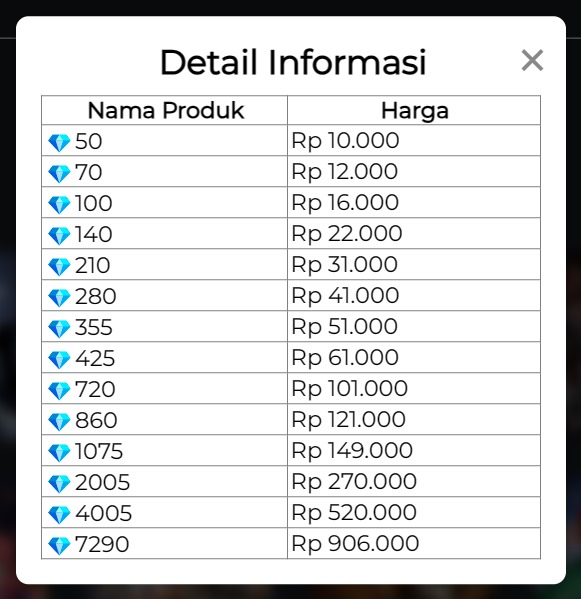 Detail Informasi
Nama Produk Harga
50 Rp 10.000
70 Rp 12.000
100 Rp 16.000
140 Rp 22.000
210 Rp 31.000
280 Rp 41.000
355 Rp 51.000
425 Rp 61.000
720 Rp 101.000
860 Rp 121.000
1075 Rp 149.000
2005 Rp 270.000
4005 Rp 520.000
7290 Rp 906.000